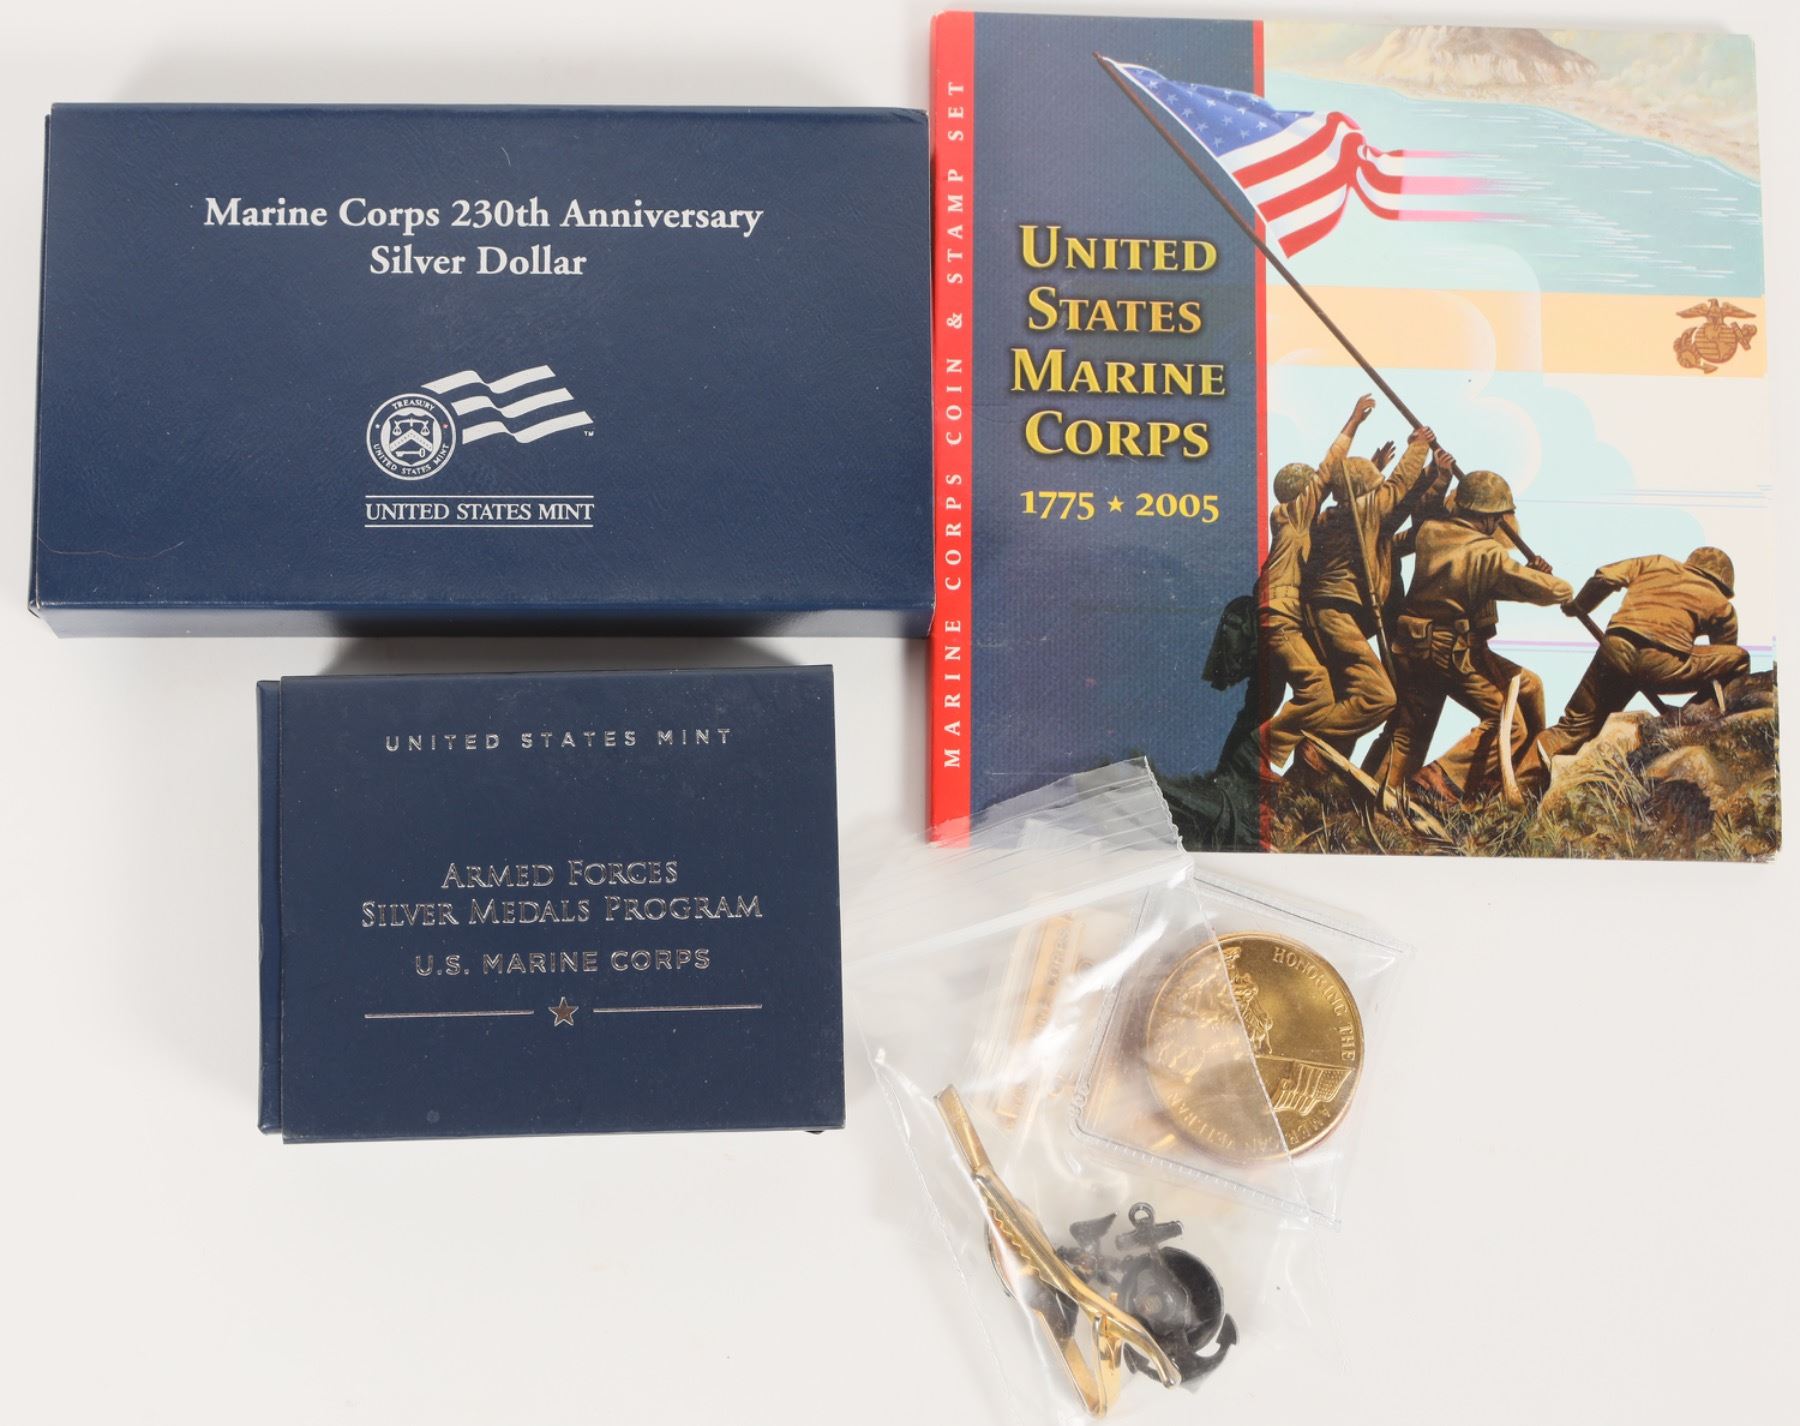 Marine Corps 230th Anniversary
Silver Dollar
TREASURY
UNITED STATES MINT
TM
UNITED STATES MINT
MARINE CORPS COIN & STAMP SET
UNITED
STATES
MARINE
CORPS
1775 ★ 2005
UNITED STATES MINT
ARMED FORCES
SILVER MEDALS PROGRAM
U.S. MARINE CORPS
CORPS
HONORING THE
AMERICAN VETERAN